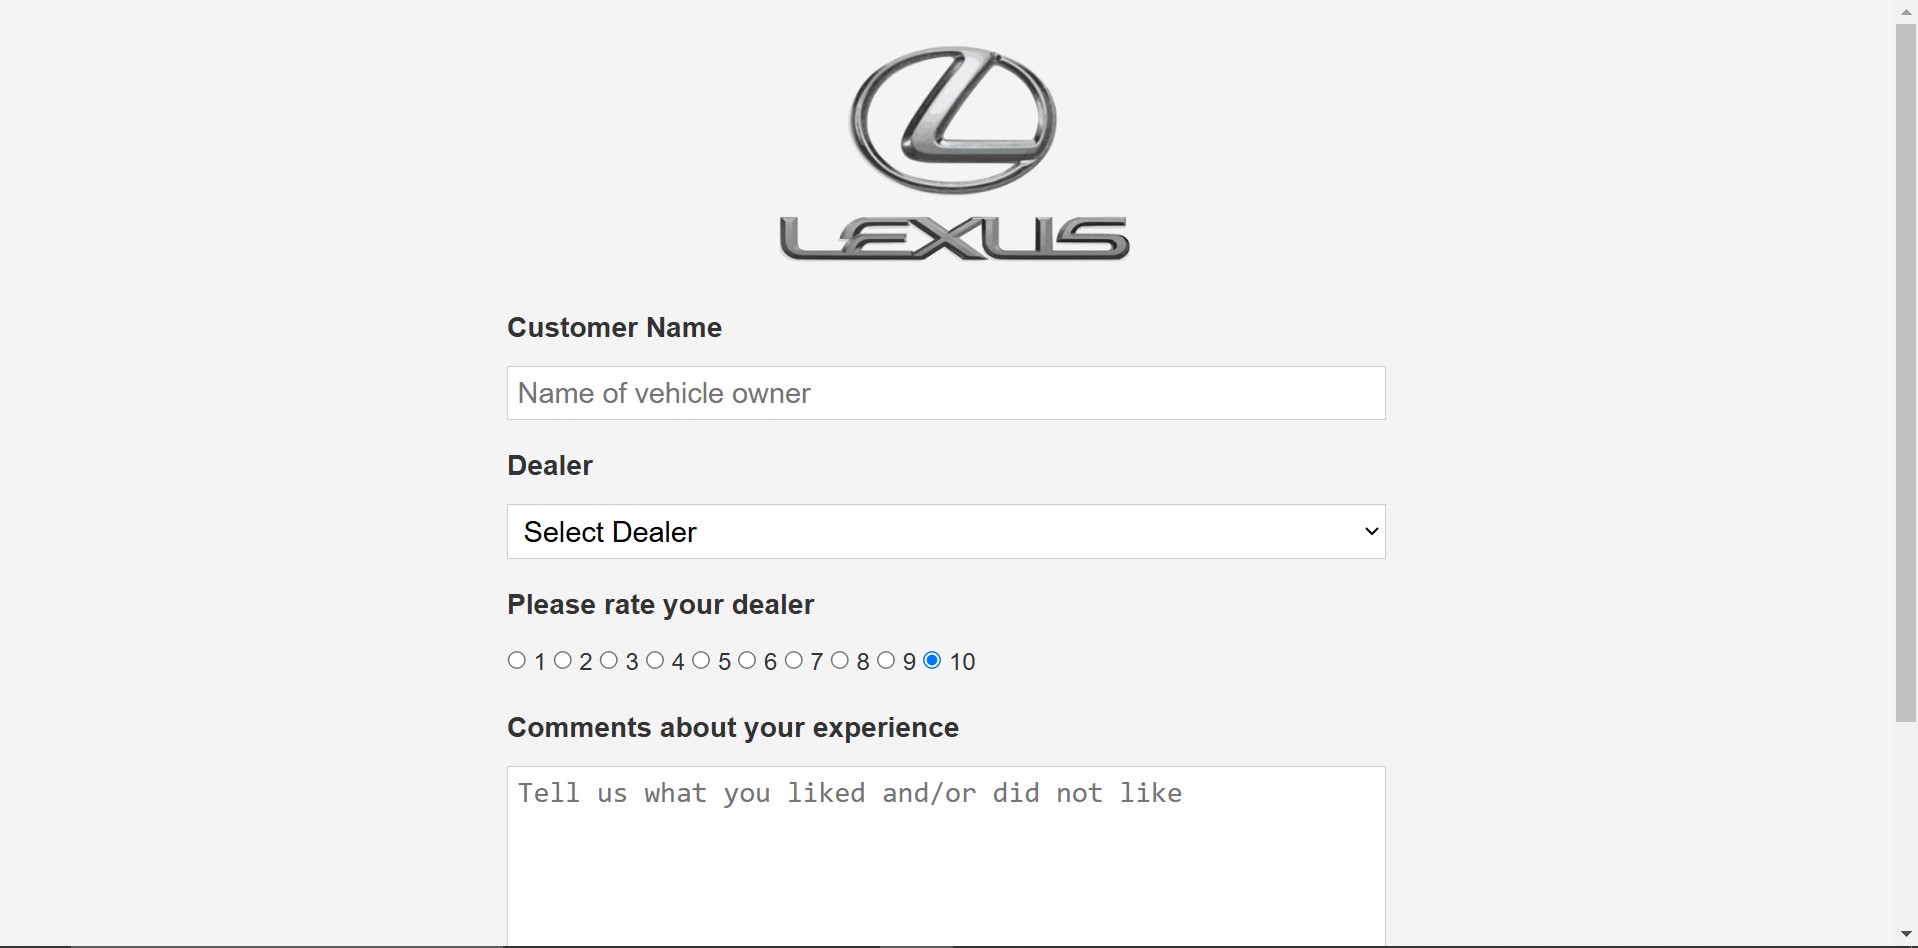 LEXUS
Customer Name
Name of vehicle owner
Dealer
Select Dealer
Please rate your dealer
1 2 3 4 5 6 7 8 9 10
Comments about your experience
Tell us what you liked and/or did not like